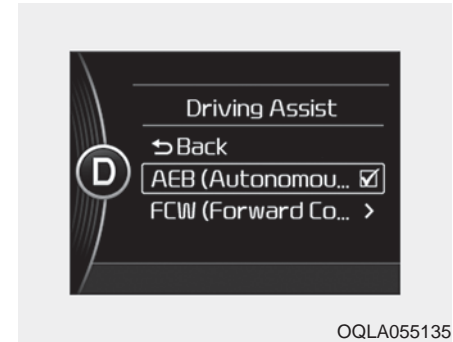 Driving Assist
Back
D
AEB (Autonomou...
FCW (Forward Co... >
OQLA055135